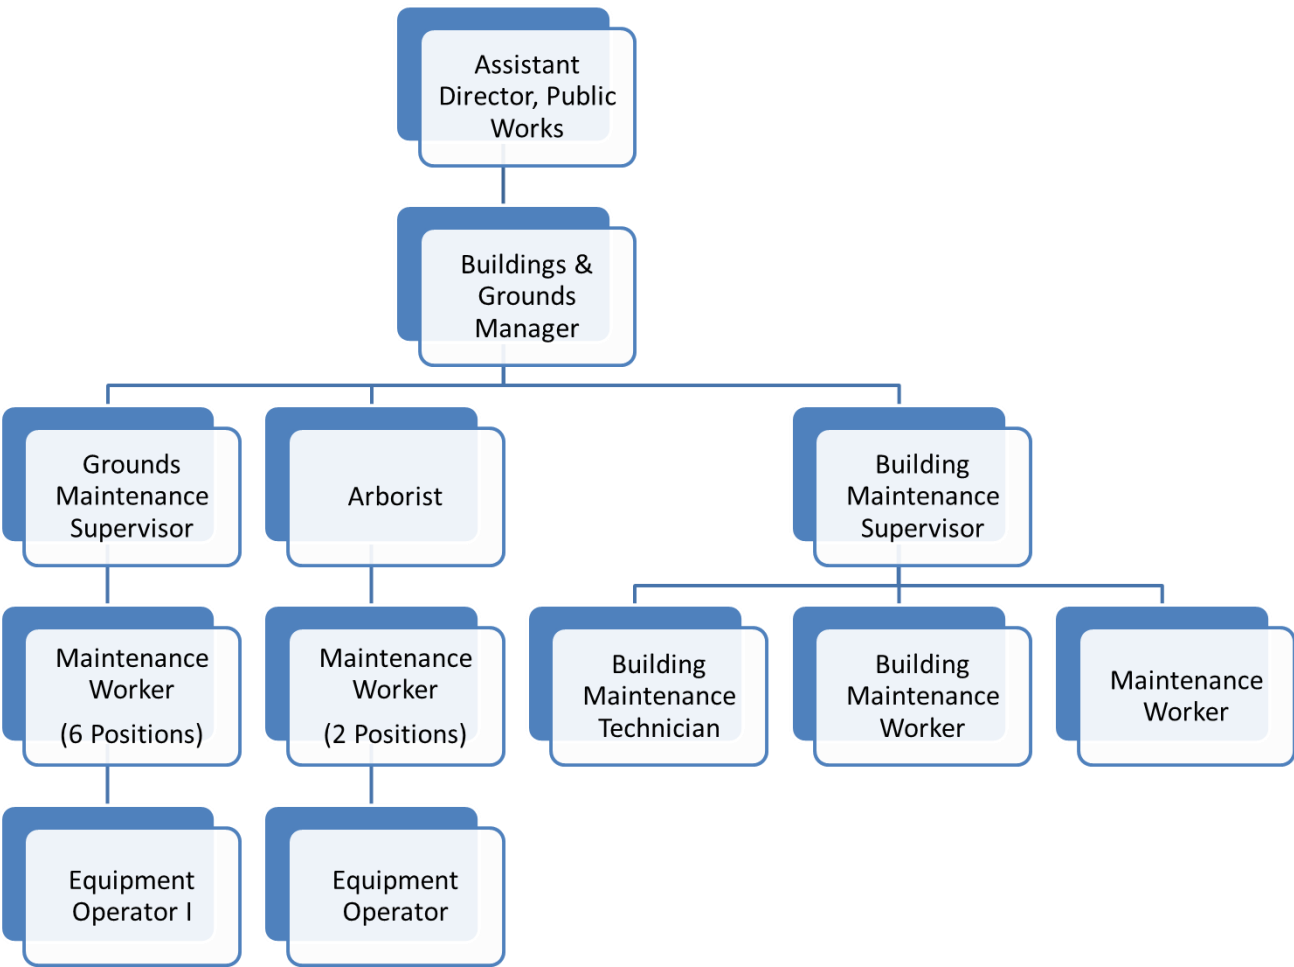 Assistant
Director, Public
Works
Buildings &
Grounds
Manager
Grounds
Maintenance
Supervisor
Arborist
Building
Maintenance
Supervisor
Maintenance
Worker
(6 Positions)
Maintenance
Worker
(2 Positions)
Building
Maintenance
Technician
Building
Maintenance
Worker
Maintenance
Worker
Equipment
Operator I
Equipment
Operator